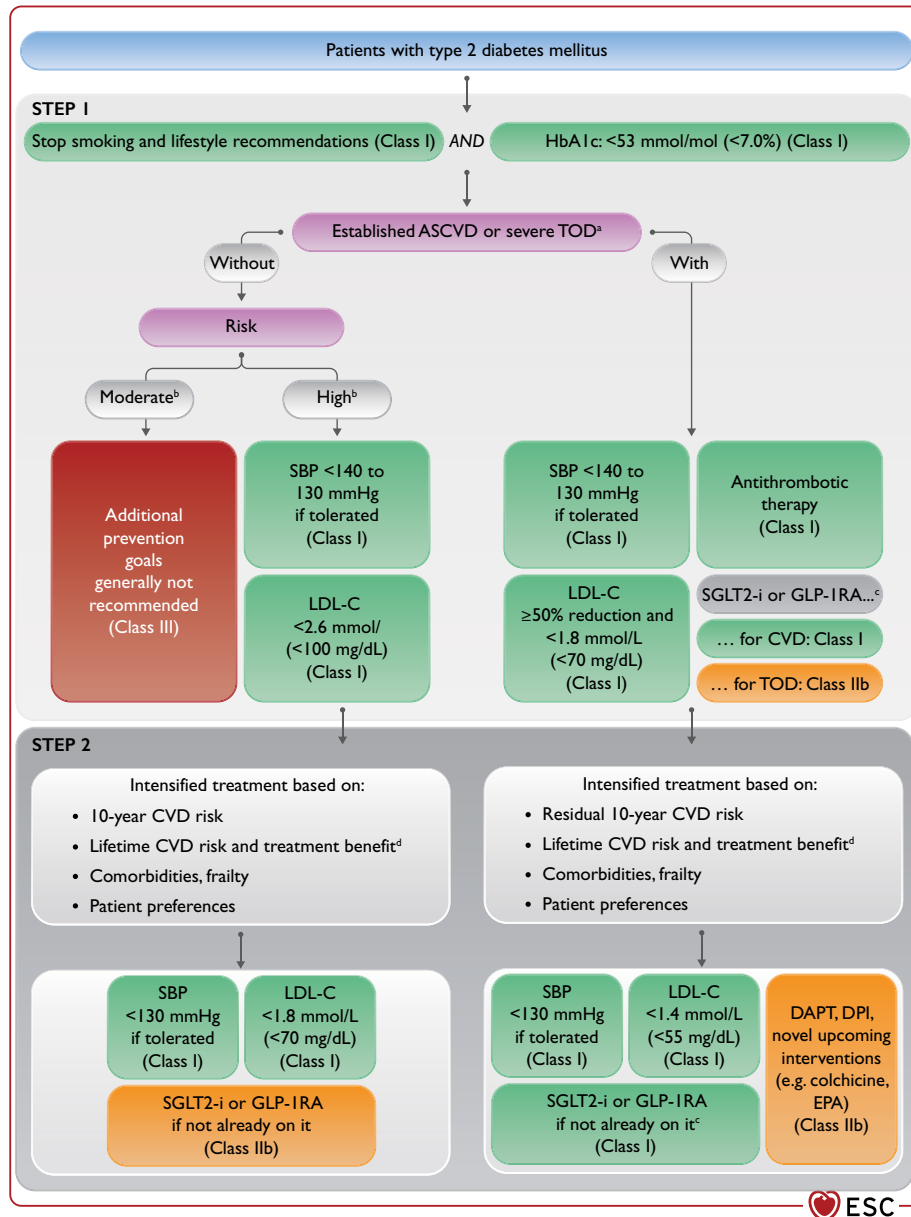 Patients with type 2 diabetes mellitus
STEP 1
Stop smoking and lifestyle recommendations (Class I)
AND
HbA1c: <53 mmol/mol (<7.0%) (Class I)
Established ASCVD or severe TODᵃ
Without
With
Risk
Moderateᵇ
Highᵇ
Additional
prevention
goals
generally not
recommended
(Class III)
SBP <140 to
130 mmHg
if tolerated
(Class I)
LDL-C
<2.6 mmol/
(<100 mg/dL)
(Class I)
SBP <140 to
130 mmHg
if tolerated
(Class I)
LDL-C
≥50% reduction and
<1.8 mmol/L
(<70 mg/dL)
(Class I)
Antithrombotic
therapy
(Class I)
SGLT2-i or GLP-1RA...ᶜ
... for CVD: Class I
... for TOD: Class IIb
STEP 2
Intensified treatment based on:
• 10-year CVD risk
• Lifetime CVD risk and treatment benefitᵈ
• Comorbidities, frailty
• Patient preferences
Intensified treatment based on:
• Residual 10-year CVD risk
• Lifetime CVD risk and treatment benefitᵈ
• Comorbidities, frailty
• Patient preferences
SBP
<130 mmHg
if tolerated
(Class I)
LDL-C
<1.8 mmol/L
(<70 mg/dL)
(Class I)
SGLT2-i or GLP-1RA
if not already on it
(Class IIb)
SBP
<130 mmHg
if tolerated
(Class I)
LDL-C
<1.4 mmol/L
(<55 mg/dL)
(Class I)
SGLT2-i or GLP-1RA
if not already on itᶜ
(Class I)
DAPT, DPI,
novel upcoming
interventions
(e.g. colchicine,
EPA)
(Class IIb)
ESC